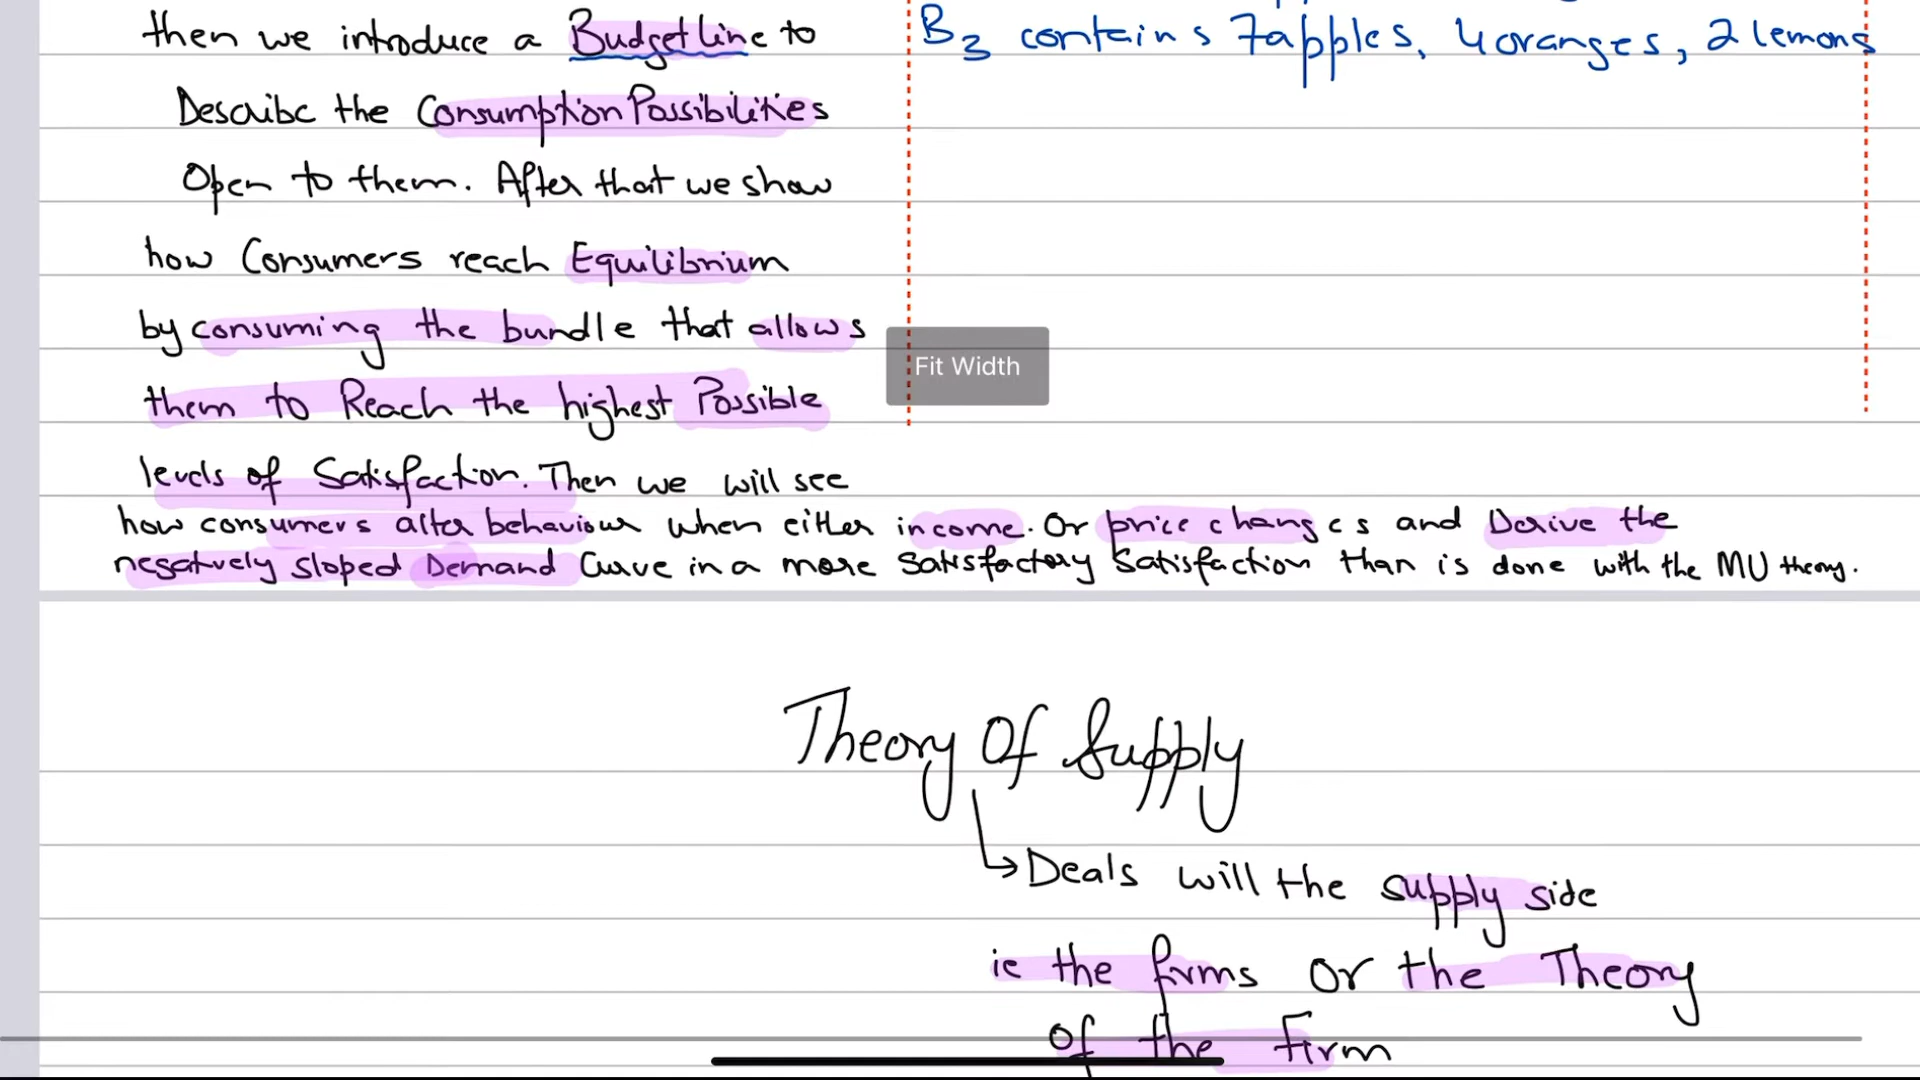 then we introduce a Budget line to
Describe the Consumption Possibilities
Open to them. After that we show
how Consumers reach Equilibrium
by consuming the bundle that allows
them to Reach the highest Possible
levels of Satisfaction. Then we will see
how consumers alter behaviour when either income. Or price changes and Derive the
negatively sloped Demand Curve in a more Satisfactory Satisfaction than is done with the MU theory.
B3 contains 7apples, 4oranges, 2 lemons
Fit Width
Theory Of Supply
↳ Deals will the supply side
ie the firms or the Theory
of the Firm